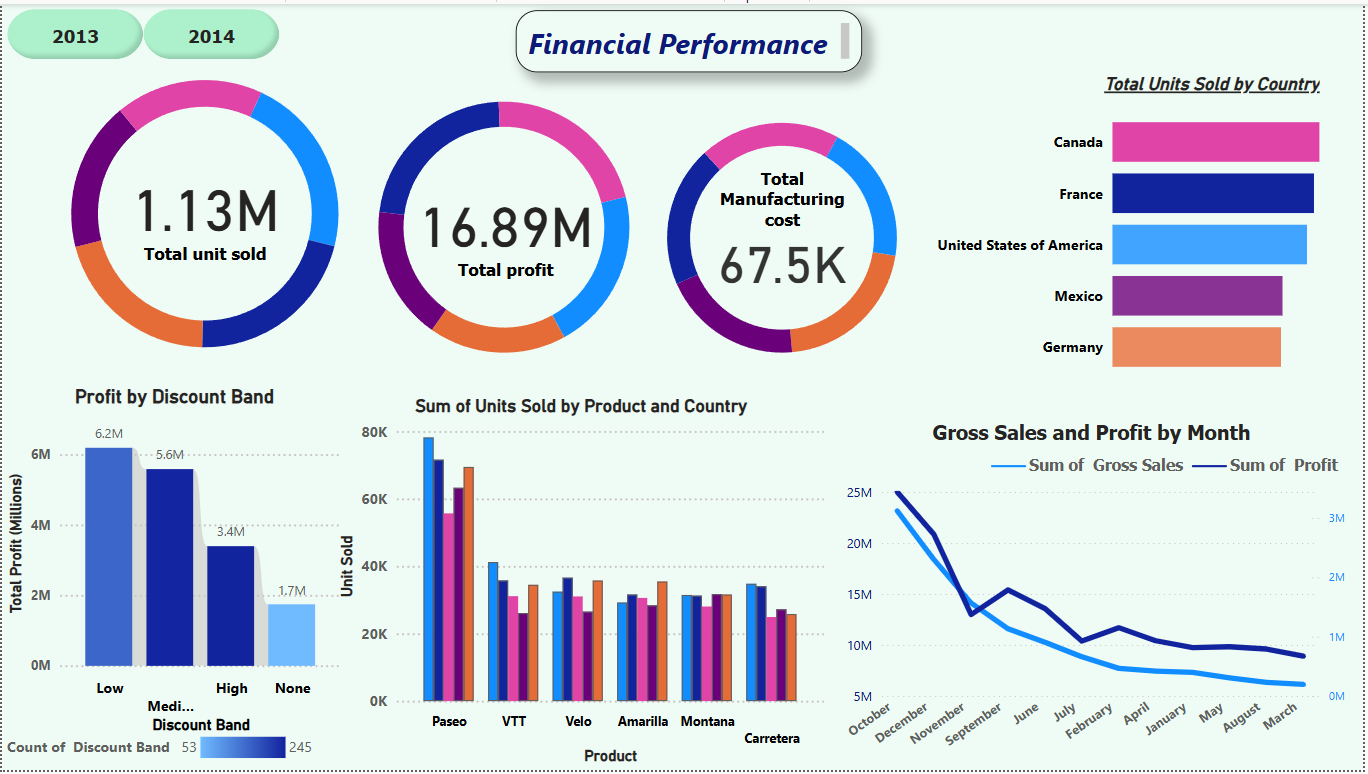 2013
2014
Financial Performance
1.13M
Total unit sold
16.89M
Total profit
Total
Manufacturing
cost
67.5K
Total Units Sold by Country
Canada
France
United States of America
Mexico
Germany
Profit by Discount Band
Total Profit (Millions)
6M
4M
2M
0M
6.2M
5.6M
3.4M
1.7M
Low
Medi...
High
None
Discount Band
Count of Discount Band 53 245
Sum of Units Sold by Product and Country
Unit Sold
80K
60K
40K
20K
0K
Paseo
VTT
Velo
Amarilla
Montana
Carretera
Product
Gross Sales and Profit by Month
Sum of Gross Sales
Sum of Profit
25M
20M
15M
10M
5M
3M
2M
1M
0M
October
December
November
September
June
July
February
April
January
May
August
March